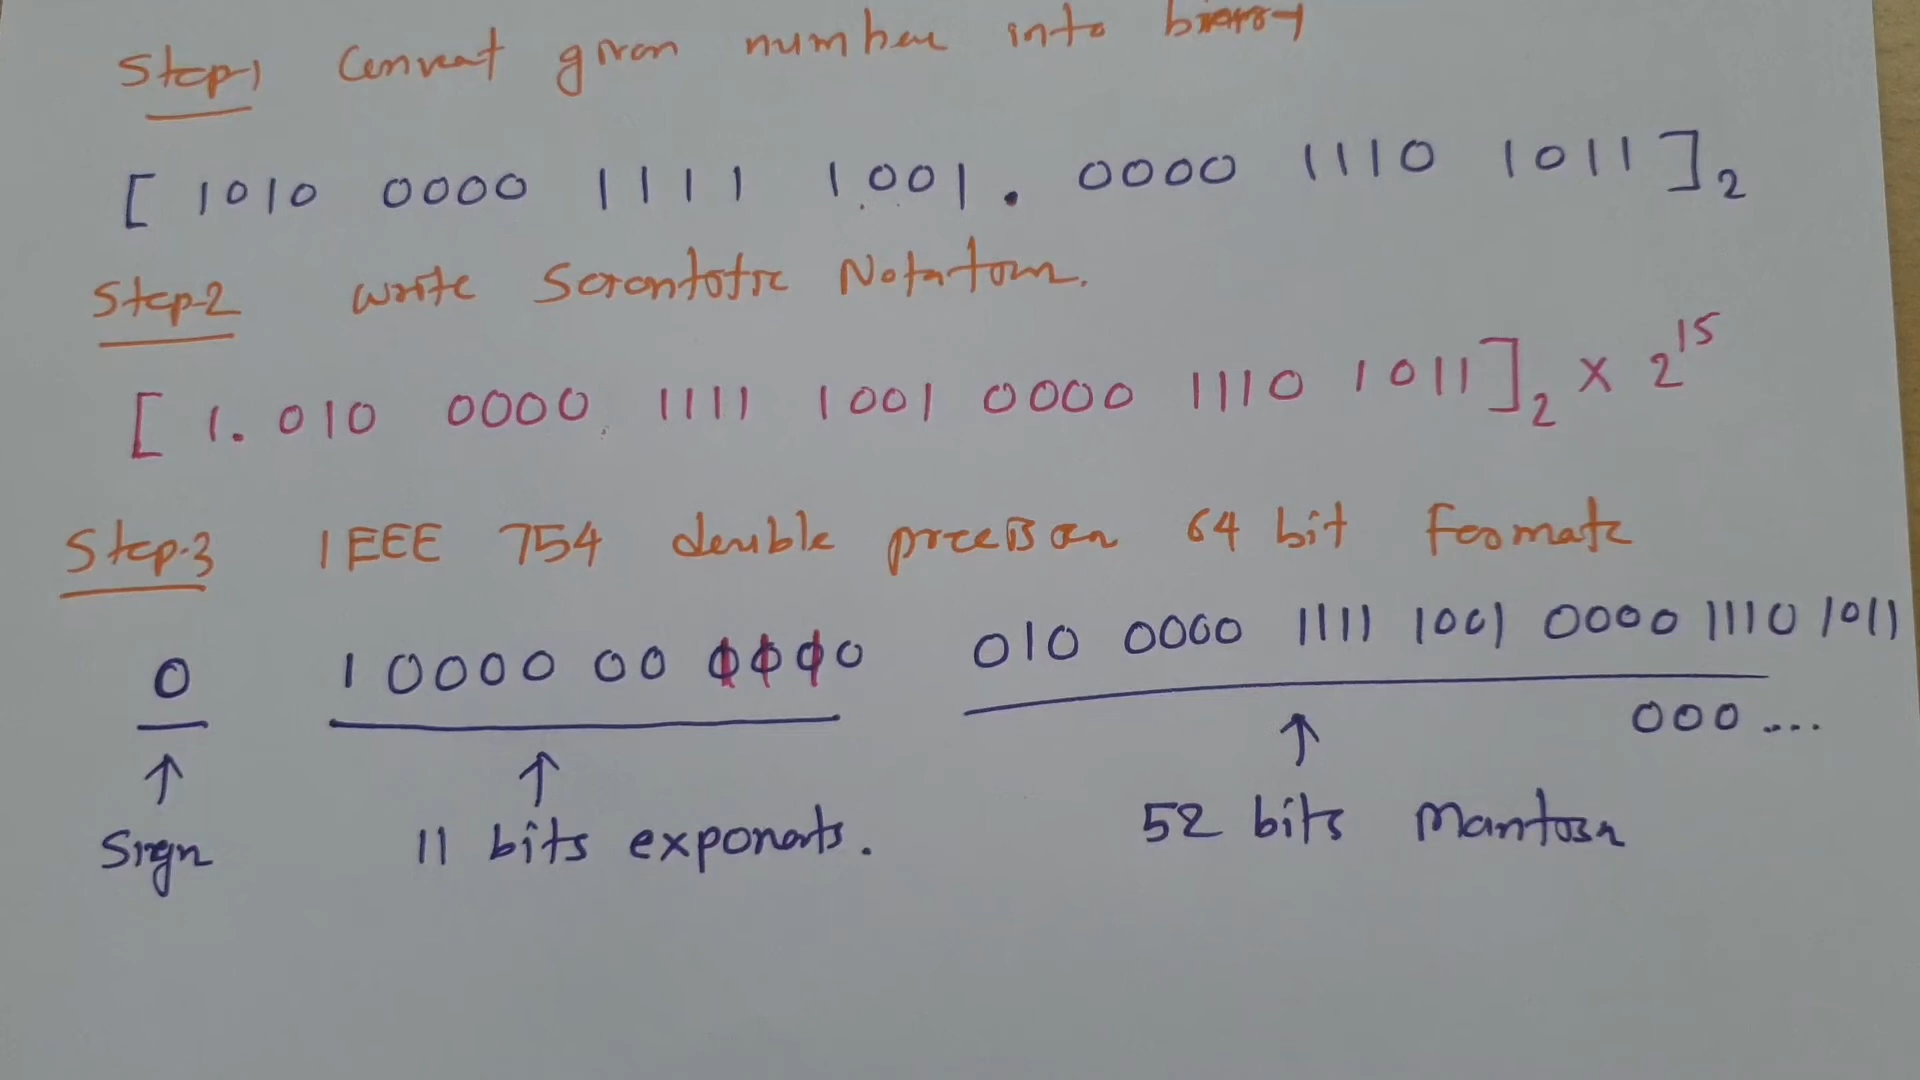 Step-1 Convert given number into binary
[ 1010 0000 1111 1001 . 0000 1110 1011 ]2
Step-2 write Scientific Notation.
[ 1. 010 0000 1111 1001 0000 1110 1011 ]2 x 2^15
Step-3 IEEE 754 double precision 64 bit Formate
0 1 0000 00 0 010 0000 1111 1001 0000 1110 1011
000 ....
↑ ↑ ↑
Sign 11 bits exponents. 52 bits Mantissa